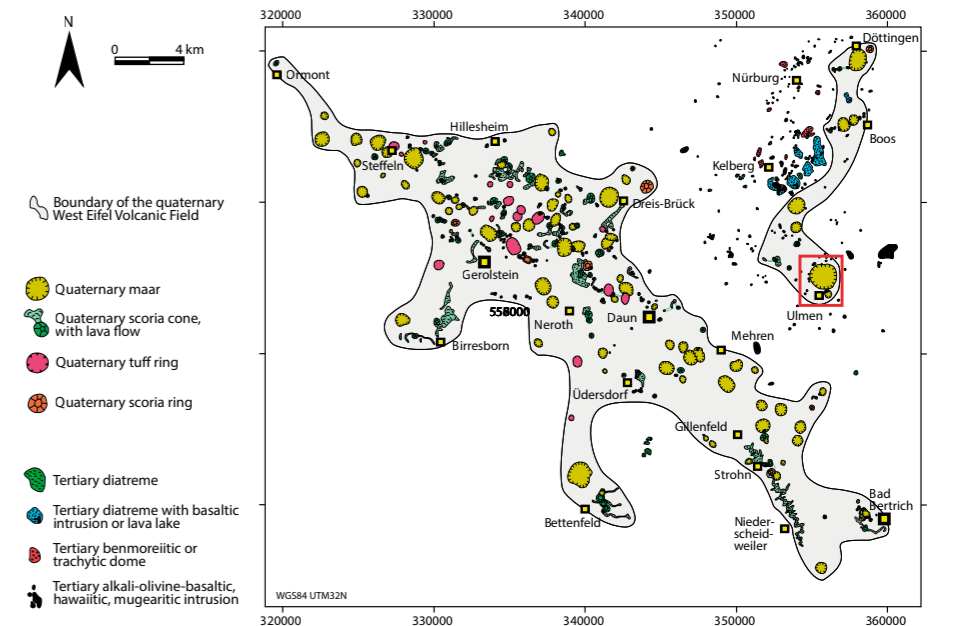 320000 330000 340000 350000 360000
N
0 4 km
Döttingen
Ormont
Nürburg
Hillesheim
Boos
Steffeln
Kelberg
Boundary of the quaternary
West Eifel Volcanic Field
Dreis-Brück
Gerolstein
Quaternary maar
Ulmen
Quaternary scoria cone,
with lava flow
Neroth
Daun
Birresborn
Mehren
Quaternary tuff ring
Üdersdorf
Quaternary scoria ring
Gillenfeld
Strohn
Tertiary diatreme
Bad
Bertrich
Tertiary diatreme with basaltic
intrusion or lava lake
Bettenfeld
Nieder-
scheid-
weiler
Tertiary benmoreiitic or
trachytic dome
Tertiary alkali-olivine-basaltic,
hawaiitic, mugearitic intrusion
WGS84 UTM32N
320000 330000 340000 350000 360000